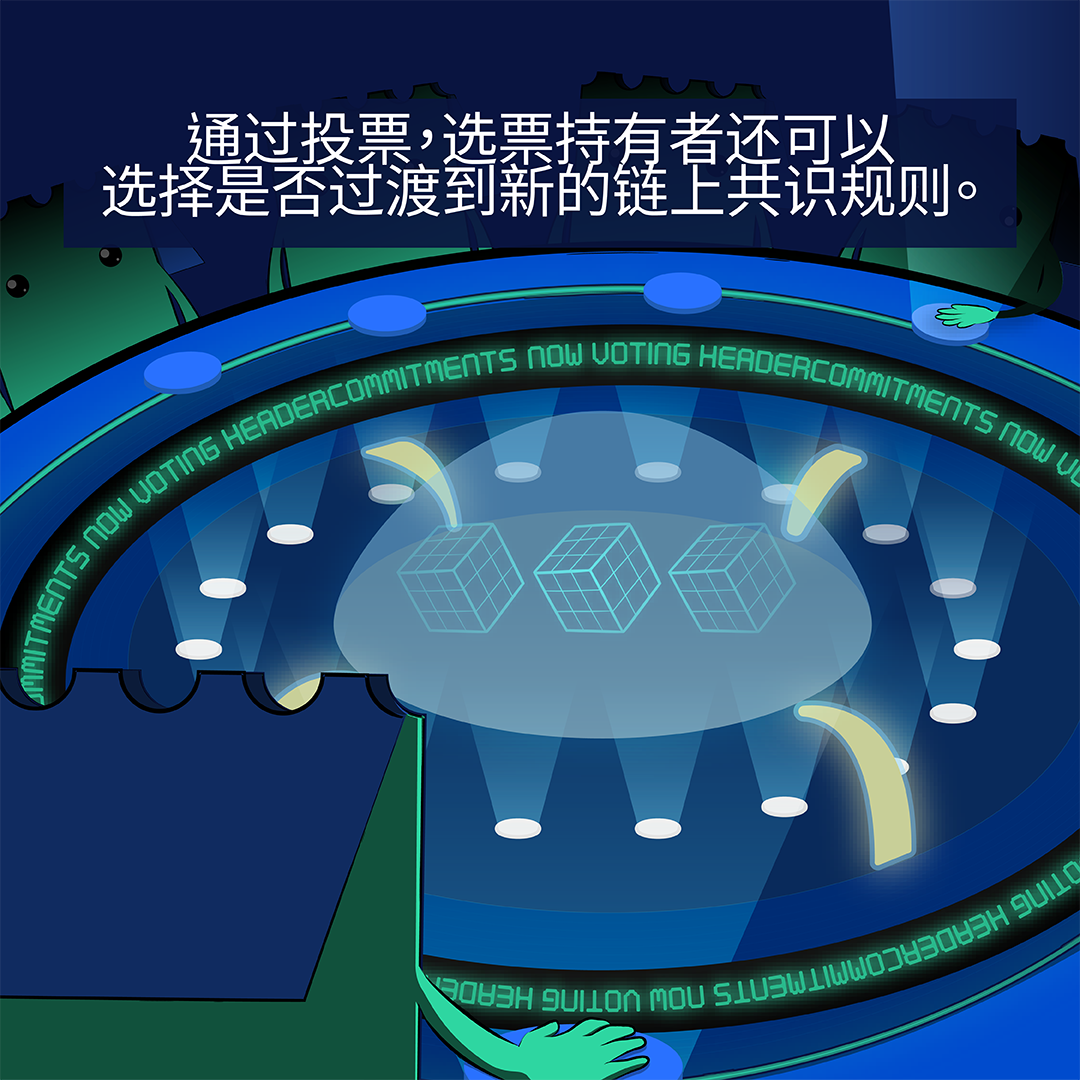 通过投票，选票持有者还可以
选择是否过渡到新的链上共识规则。
COMMITMENTS NOW VOTING HEADERCOMMITMENTS NOW VOTING HEADERCOMMITMENTS NOW
VOTING HEADERCOMMITMENTS NOW VOTING HEADER